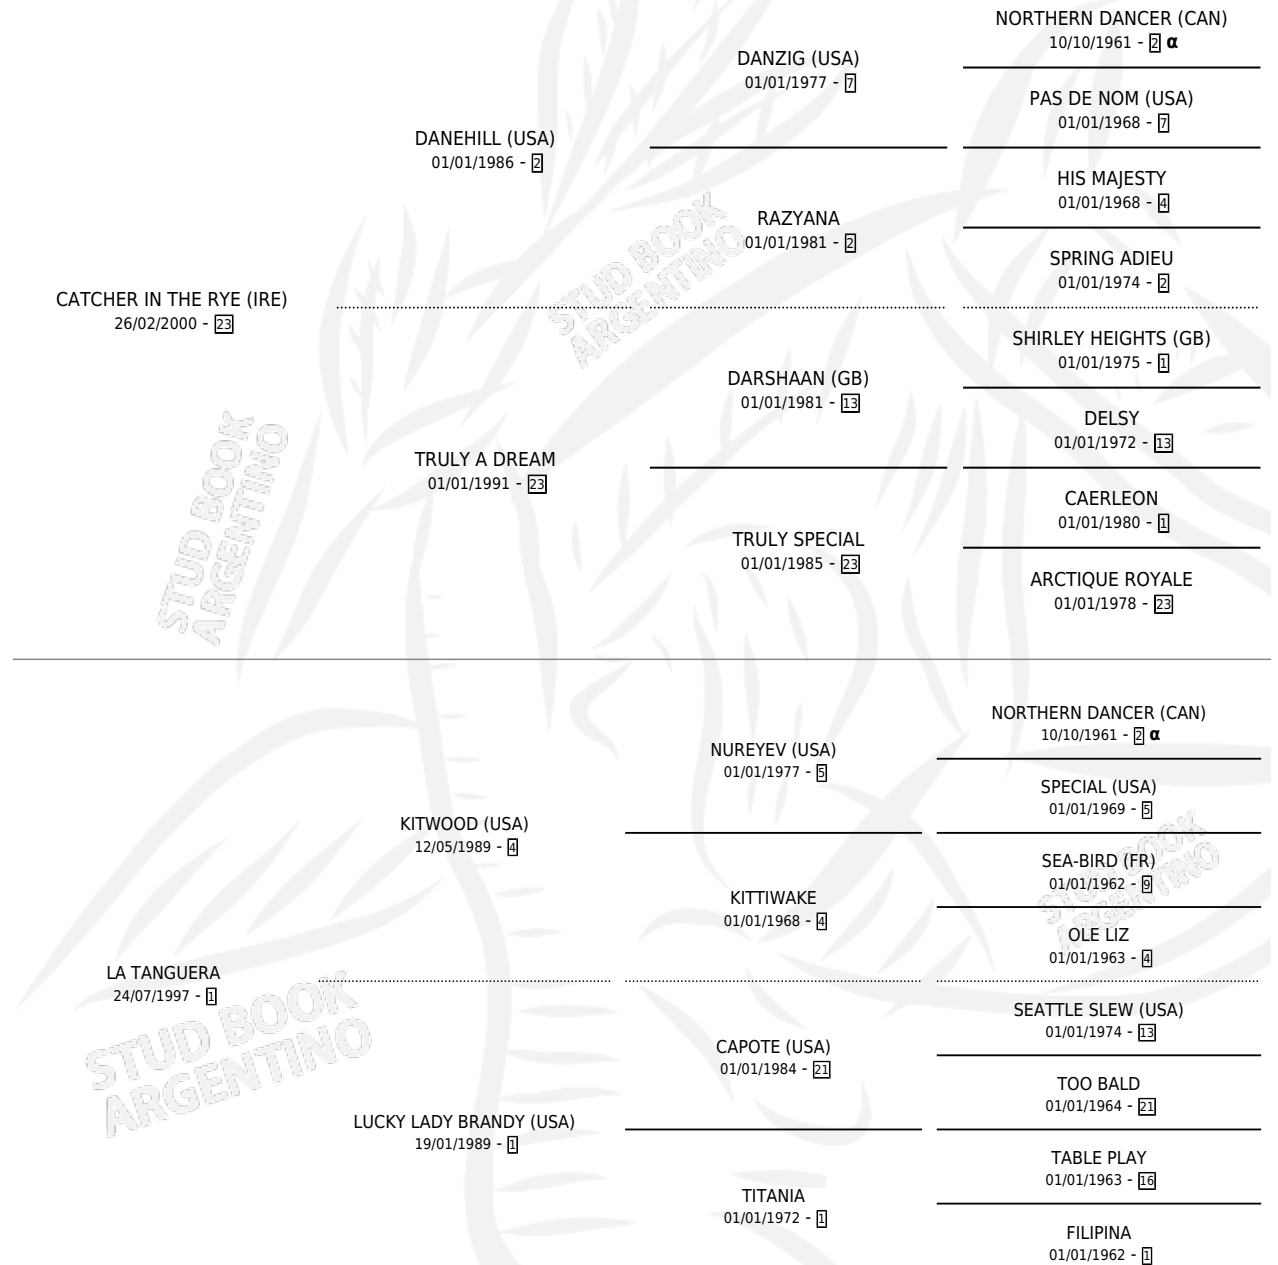 NORTHERN DANCER (CAN)
10/10/1961 - 2 α
DANZIG (USA)
01/01/1977 - 7
PAS DE NOM (USA)
01/01/1968 - 7
DANEHILL (USA)
01/01/1986 - 2
HIS MAJESTY
01/01/1968 - 4
RAZYANA
01/01/1981 - 2
SPRING ADIEU
01/01/1974 - 2
CATCHER IN THE RYE (IRE)
26/02/2000 - 23
SHIRLEY HEIGHTS (GB)
01/01/1975 - 1
DARSHAAN (GB)
01/01/1981 - 13
DELSY
01/01/1972 - 13
TRULY A DREAM
01/01/1991 - 23
CAERLEON
01/01/1980 - 1
TRULY SPECIAL
01/01/1985 - 23
ARCTIQUE ROYALE
01/01/1978 - 23
NORTHERN DANCER (CAN)
10/10/1961 - 2 α
NUREYEV (USA)
01/01/1977 - 5
SPECIAL (USA)
01/01/1969 - 5
KITWOOD (USA)
12/05/1989 - 4
SEA-BIRD (FR)
01/01/1962 - 9
KITTIWAKE
01/01/1968 - 4
OLE LIZ
01/01/1963 - 4
LA TANGUERA
24/07/1997 - 1
SEATTLE SLEW (USA)
01/01/1974 - 13
CAPOTE (USA)
01/01/1984 - 21
TOO BALD
01/01/1964 - 21
LUCKY LADY BRANDY (USA)
19/01/1989 - 1
TABLE PLAY
01/01/1963 - 16
TITANIA
01/01/1972 - 1
FILIPINA
01/01/1962 - 1
STUD BOOK
ARGENTINO
STUD BOOK
ARGENTINO
STUD BOOK
ARGENTINO
STUD BOOK
ARGENTINO